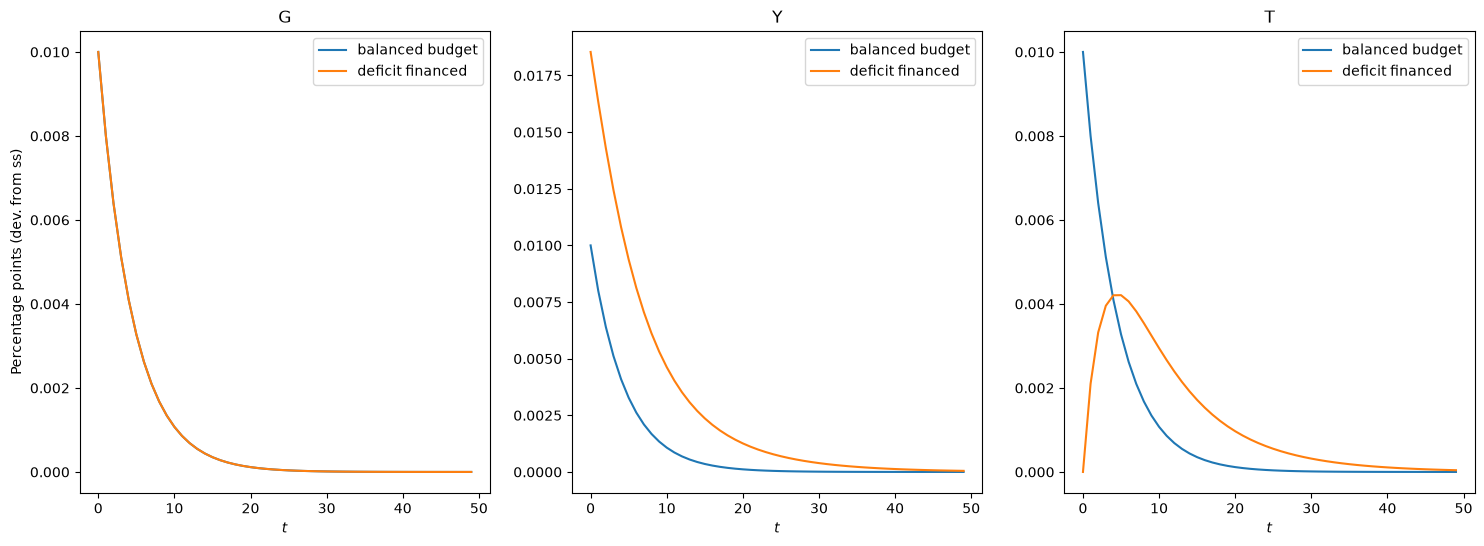 G
Percentage points (dev. from ss)
0.010
0.008
0.006
0.004
0.002
0.000
balanced budget
deficit financed
0 10 20 30 40 50
t
Y
0.0175
0.0150
0.0125
0.0100
0.0075
0.0050
0.0025
0.0000
balanced budget
deficit financed
0 10 20 30 40 50
t
T
0.010
0.008
0.006
0.004
0.002
0.000
balanced budget
deficit financed
0 10 20 30 40 50
t